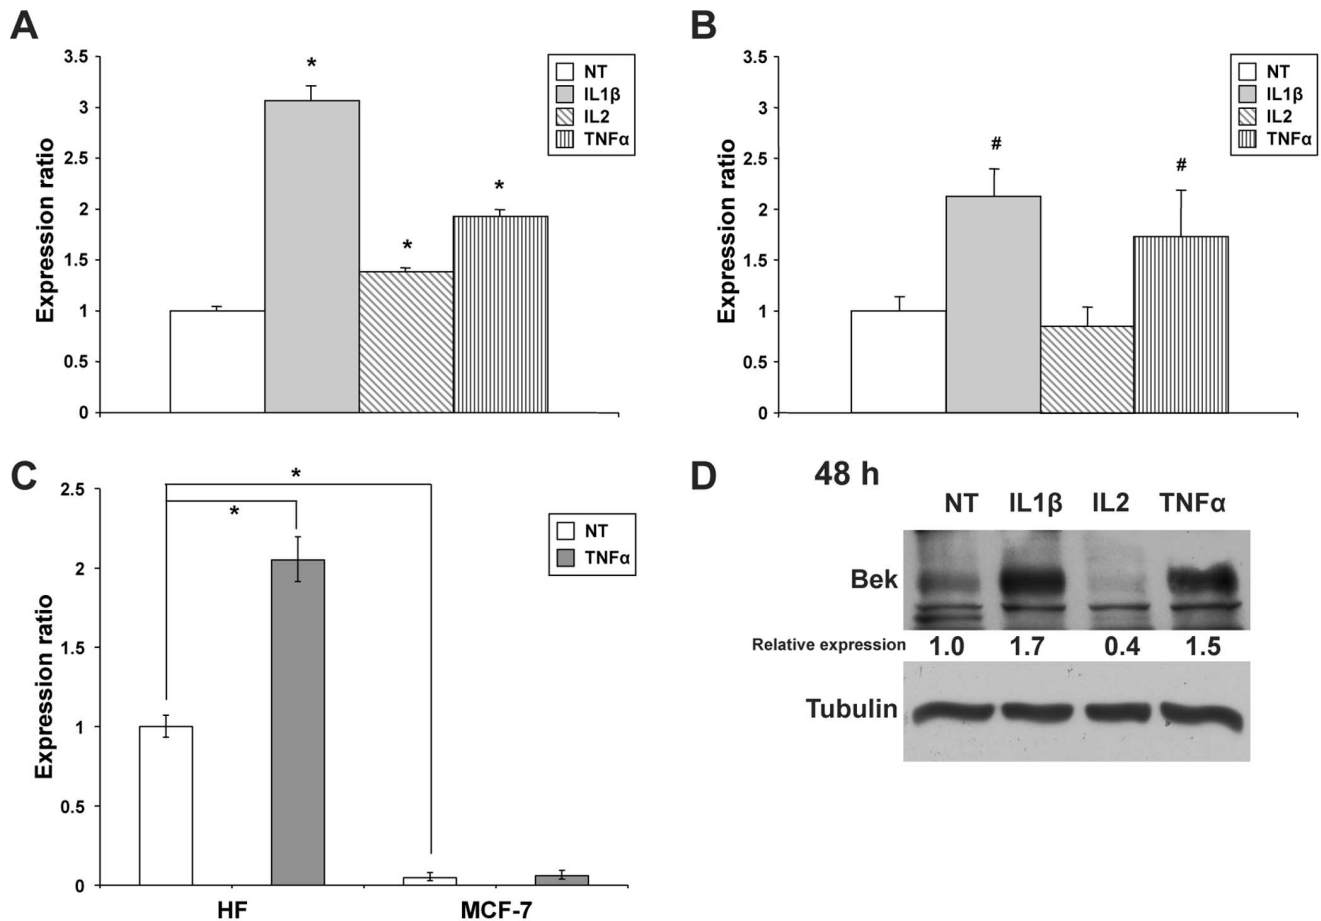 A
3.5
3
2.5
2
1.5
1
0.5
0
Expression ratio
*
*
*
NT
IL1β
IL2
TNFα
B
3.5
3
2.5
2
1.5
1
0.5
0
Expression ratio
#
#
NT
IL1β
IL2
TNFα
C
2.5
2
1.5
1
0.5
0
Expression ratio
*
*
NT
TNFα
HF MCF-7
D 48 h
NT IL1β IL2 TNFα
Bek
Relative expression 1.0 1.7 0.4 1.5
Tubulin